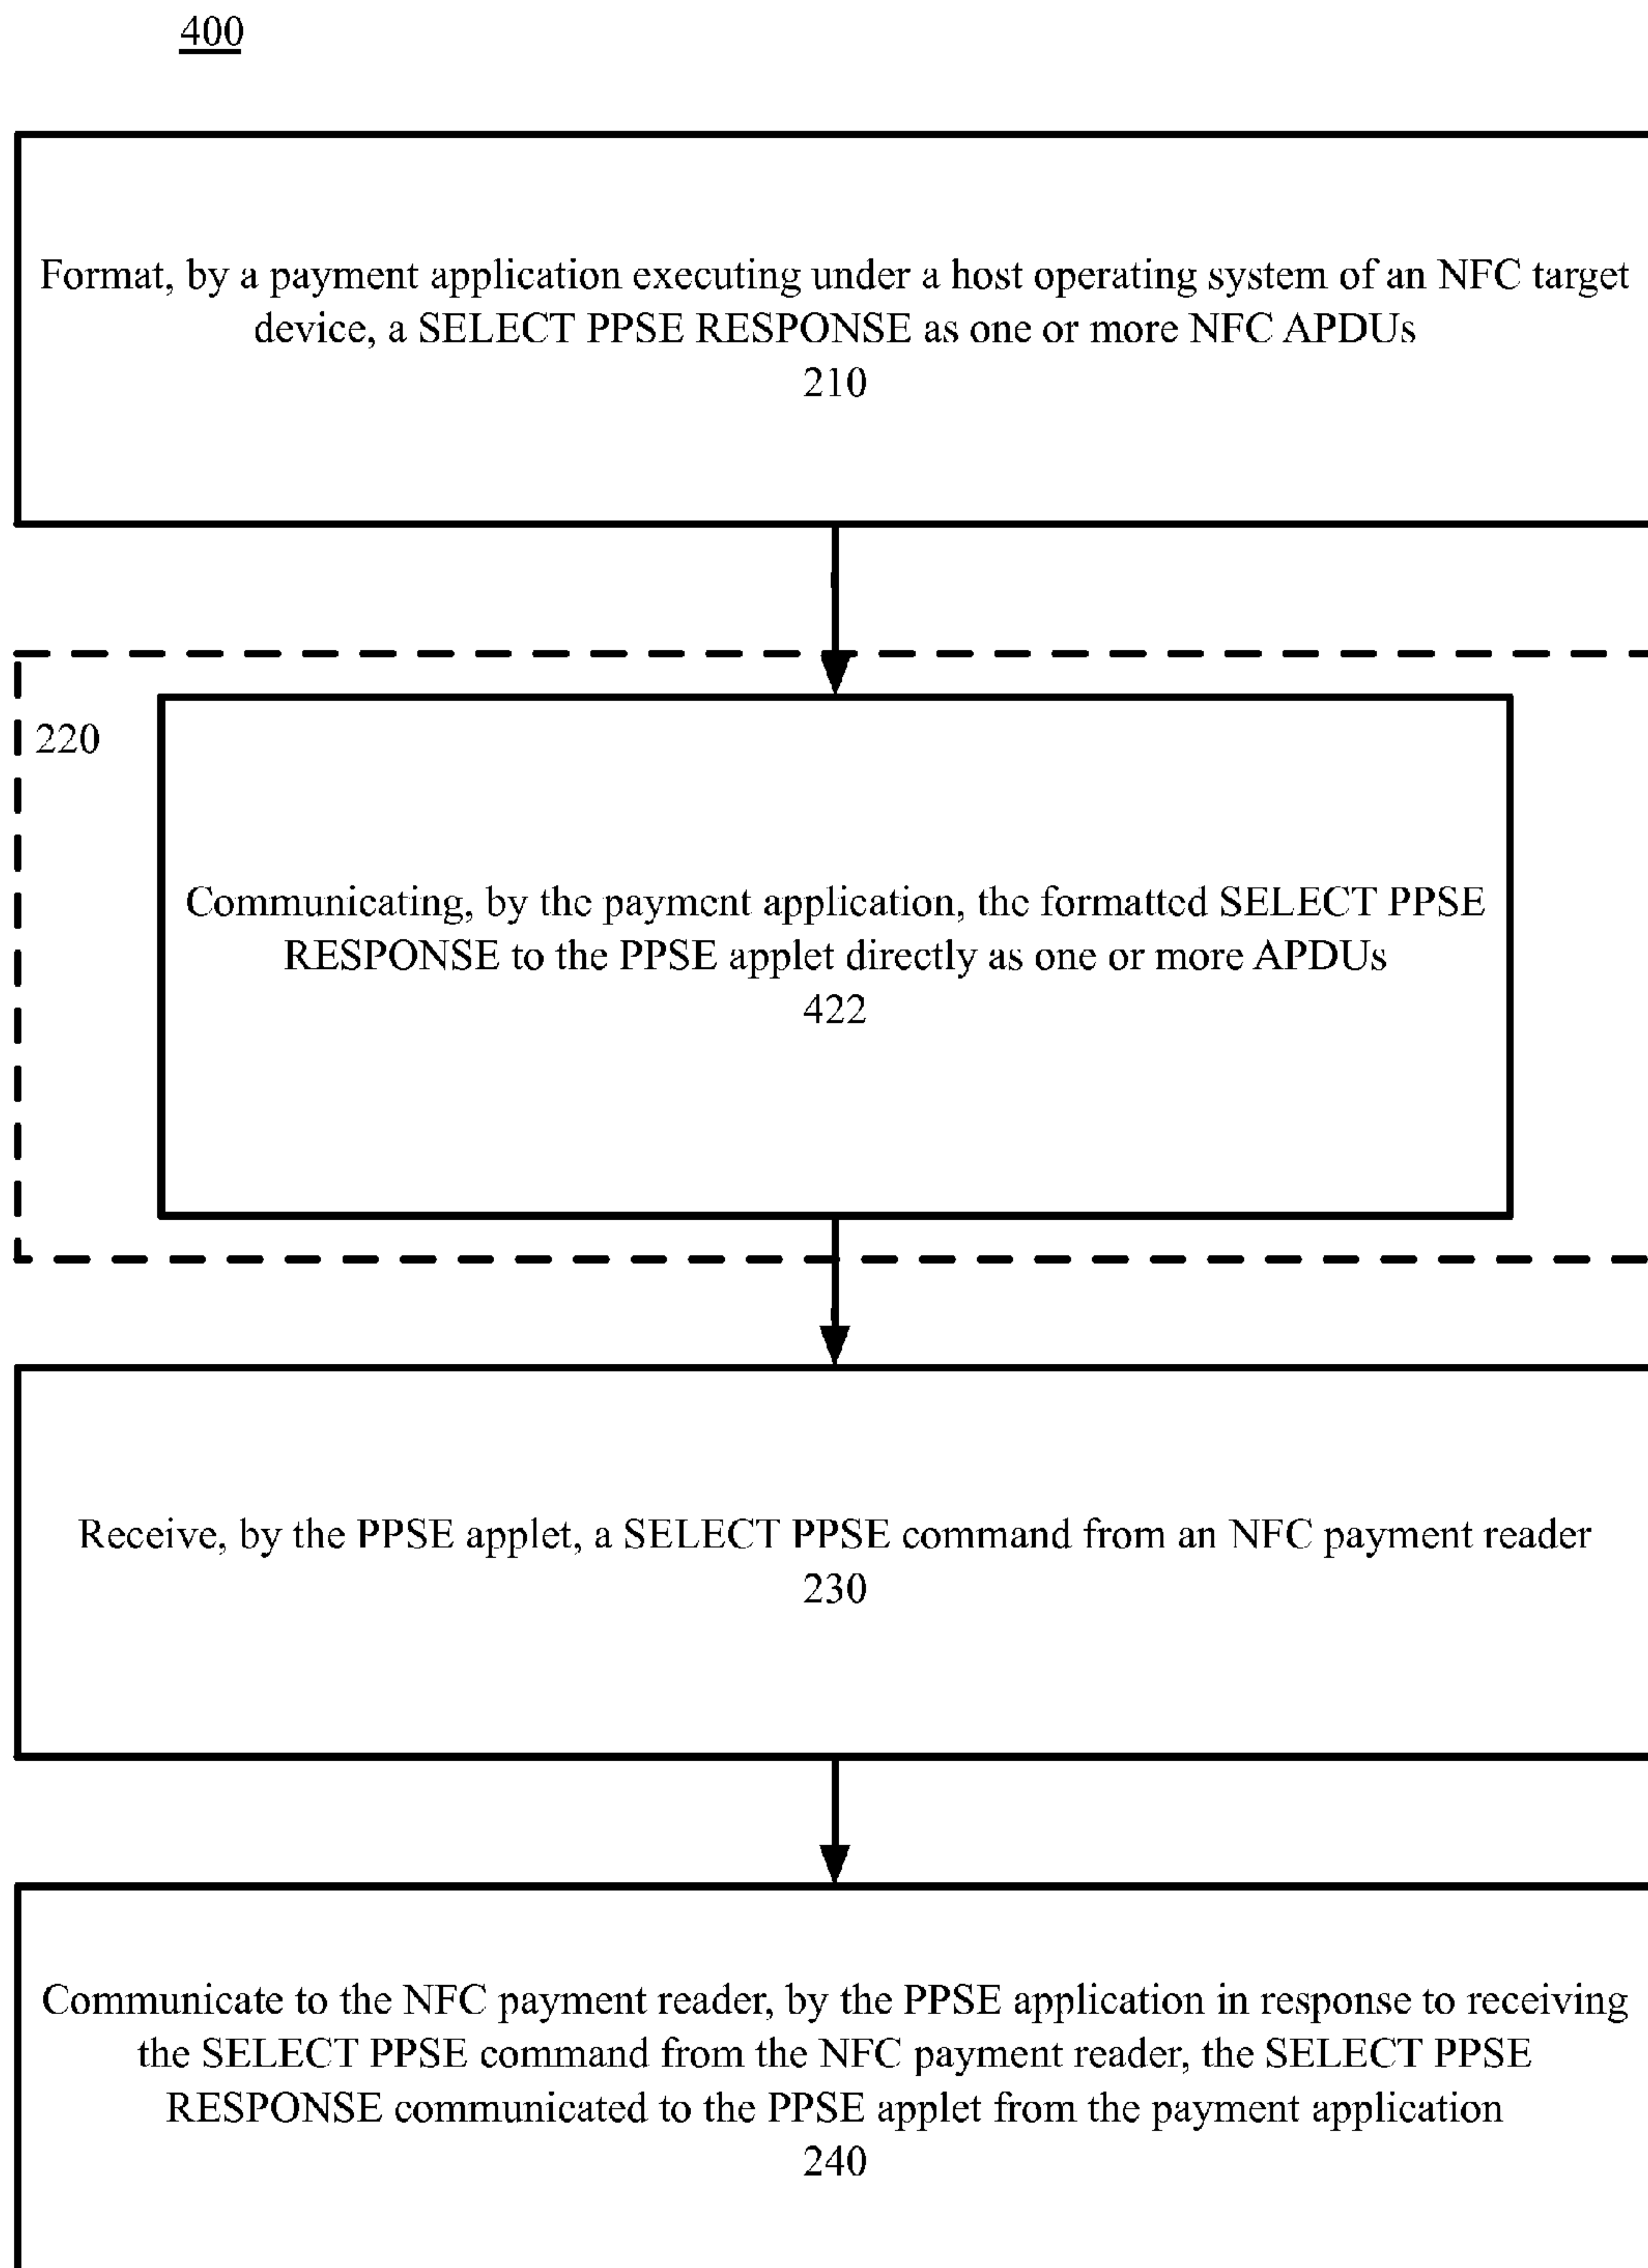 400
Format, by a payment application executing under a host operating system of an NFC target
device, a SELECT PPSE RESPONSE as one or more NFC APDUs
210
220
Communicating, by the payment application, the formatted SELECT PPSE
RESPONSE to the PPSE applet directly as one or more APDUs
422
Receive, by the PPSE applet, a SELECT PPSE command from an NFC payment reader
230
Communicate to the NFC payment reader, by the PPSE application in response to receiving
the SELECT PPSE command from the NFC payment reader, the SELECT PPSE
RESPONSE communicated to the PPSE applet from the payment application
240